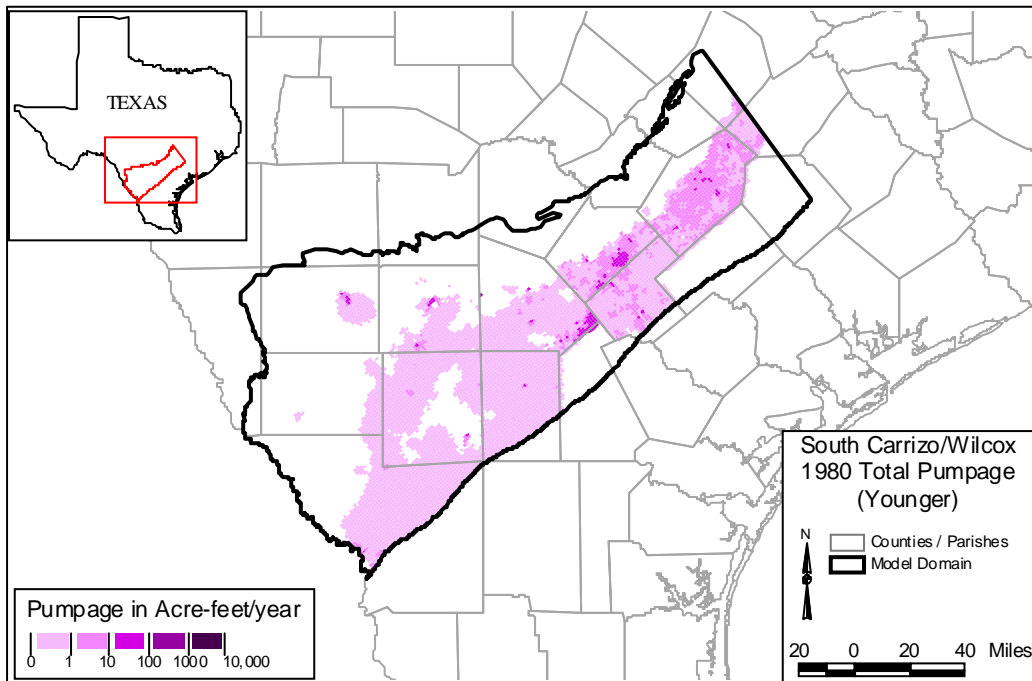 TEXAS
South Carrizo/Wilcox
1980 Total Pumpage
(Younger)
N
Counties / Parishes
Model Domain
20 0 20 40 Miles
Pumpage in Acre-feet/year
0 1 10 100 1000 10,000